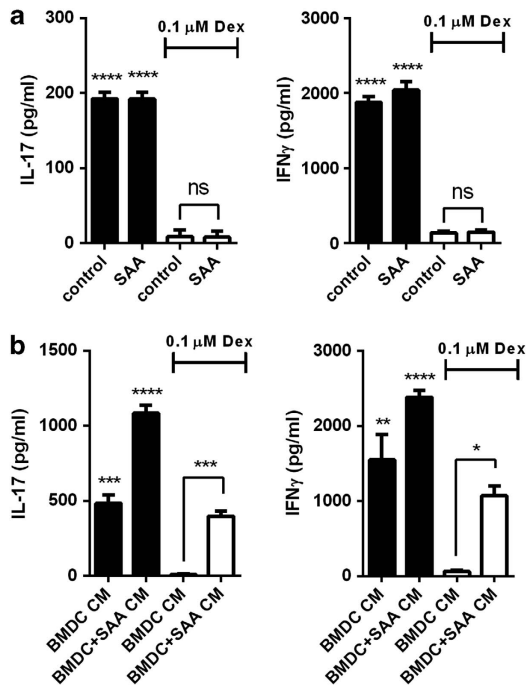 a
0.1 μM Dex
0.1 μM Dex
IL-17 (pg/ml)
300
200
100
0
****
****
ns
control
SAA
control
SAA
IFNγ (pg/ml)
3000
2000
1000
0
****
****
ns
control
SAA
control
SAA
b
0.1 μM Dex
0.1 μM Dex
IL-17 (pg/ml)
1500
1000
500
0
***
****
***
BMDC CM
BMDC+SAA CM
BMDC CM
BMDC+SAA CM
IFNγ (pg/ml)
3000
2000
1000
0
**
****
*
BMDC CM
BMDC+SAA CM
BMDC CM
BMDC+SAA CM